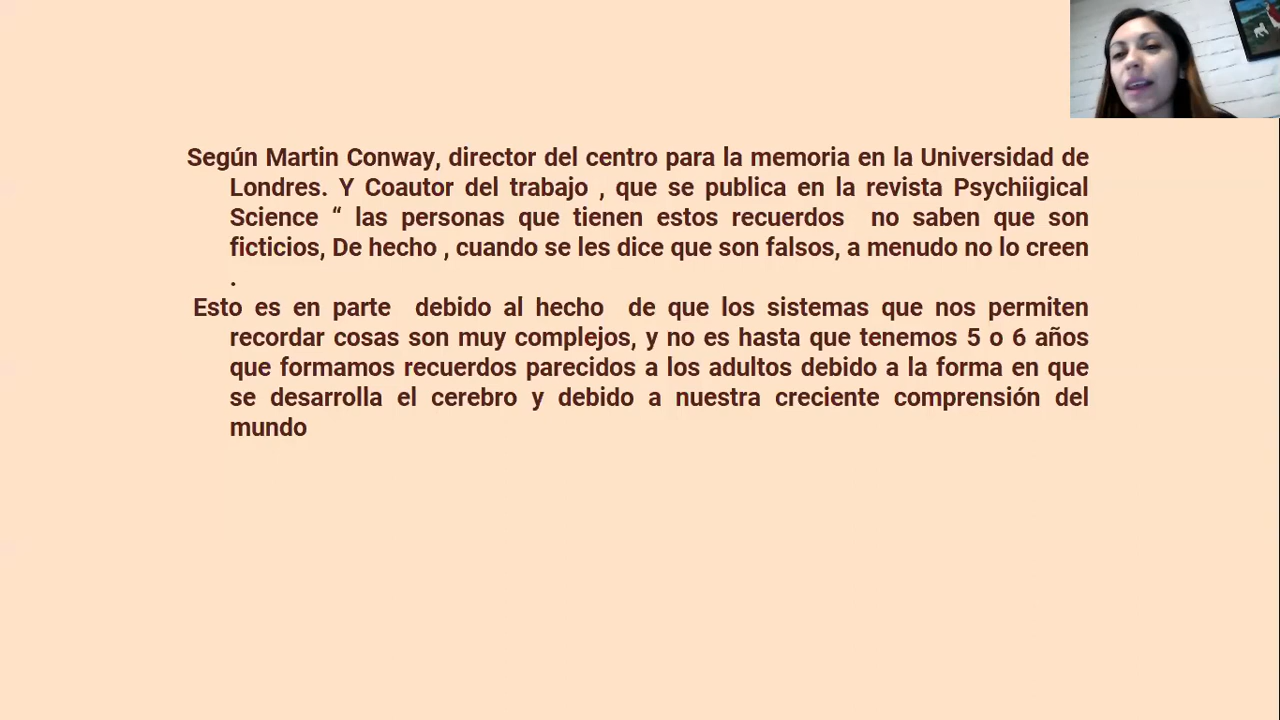 Según Martin Conway, director del centro para la memoria en la Universidad de
Londres. Y Coautor del trabajo , que se publica en la revista Psychiigical
Science “ las personas que tienen estos recuerdos no saben que son
ficticios, De hecho , cuando se les dice que son falsos, a menudo no lo creen
.
Esto es en parte debido al hecho de que los sistemas que nos permiten
recordar cosas son muy complejos, y no es hasta que tenemos 5 o 6 años
que formamos recuerdos parecidos a los adultos debido a la forma en que
se desarrolla el cerebro y debido a nuestra creciente comprensión del
mundo